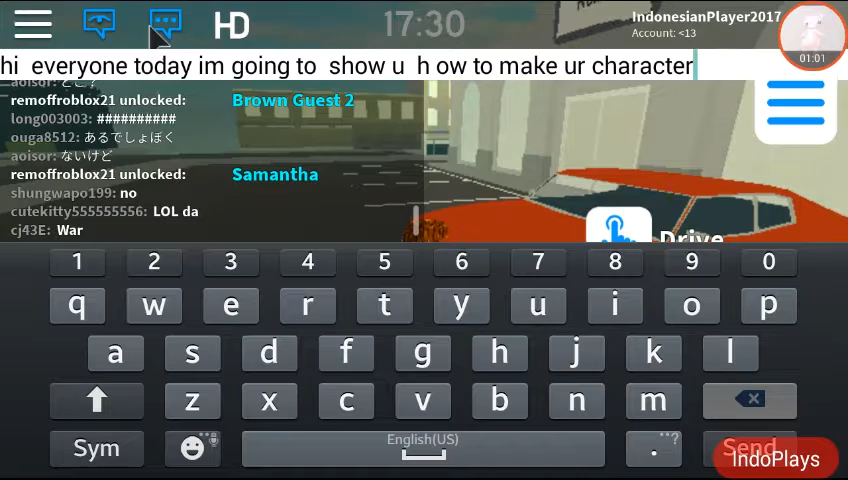 HD
17:30
IndonesianPlayer2017
Account: <13
01:01
hi  everyone today im going to  show u  h ow to make ur character
aoisor: どこ？
remoffroblox21 unlocked: Brown Guest 2
long003003: ##########
ouga8512: あるでしょぼく
aoisor: ないけど
remoffroblox21 unlocked: Samantha
shungwapo199: no
cutekitty555555556: LOL da
cj43E: War
Drive
1 2 3 4 5 6 7 8 9 0
q w e r t y u i o p
a s d f g h j k l
z x c v b n m
Sym English(US) . ? Send
IndoPlays